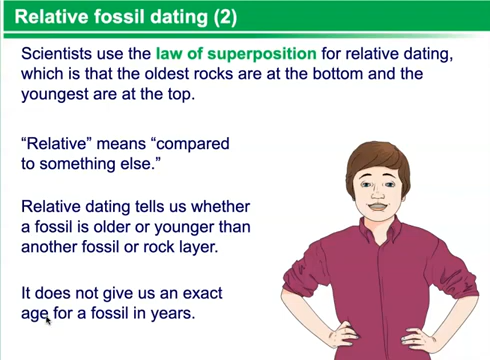 Relative fossil dating (2)
Scientists use the law of superposition for relative dating,
which is that the oldest rocks are at the bottom and the
youngest are at the top.
“Relative” means “compared
to something else.”
Relative dating tells us whether
a fossil is older or younger than
another fossil or rock layer.
It does not give us an exact
age for a fossil in years.